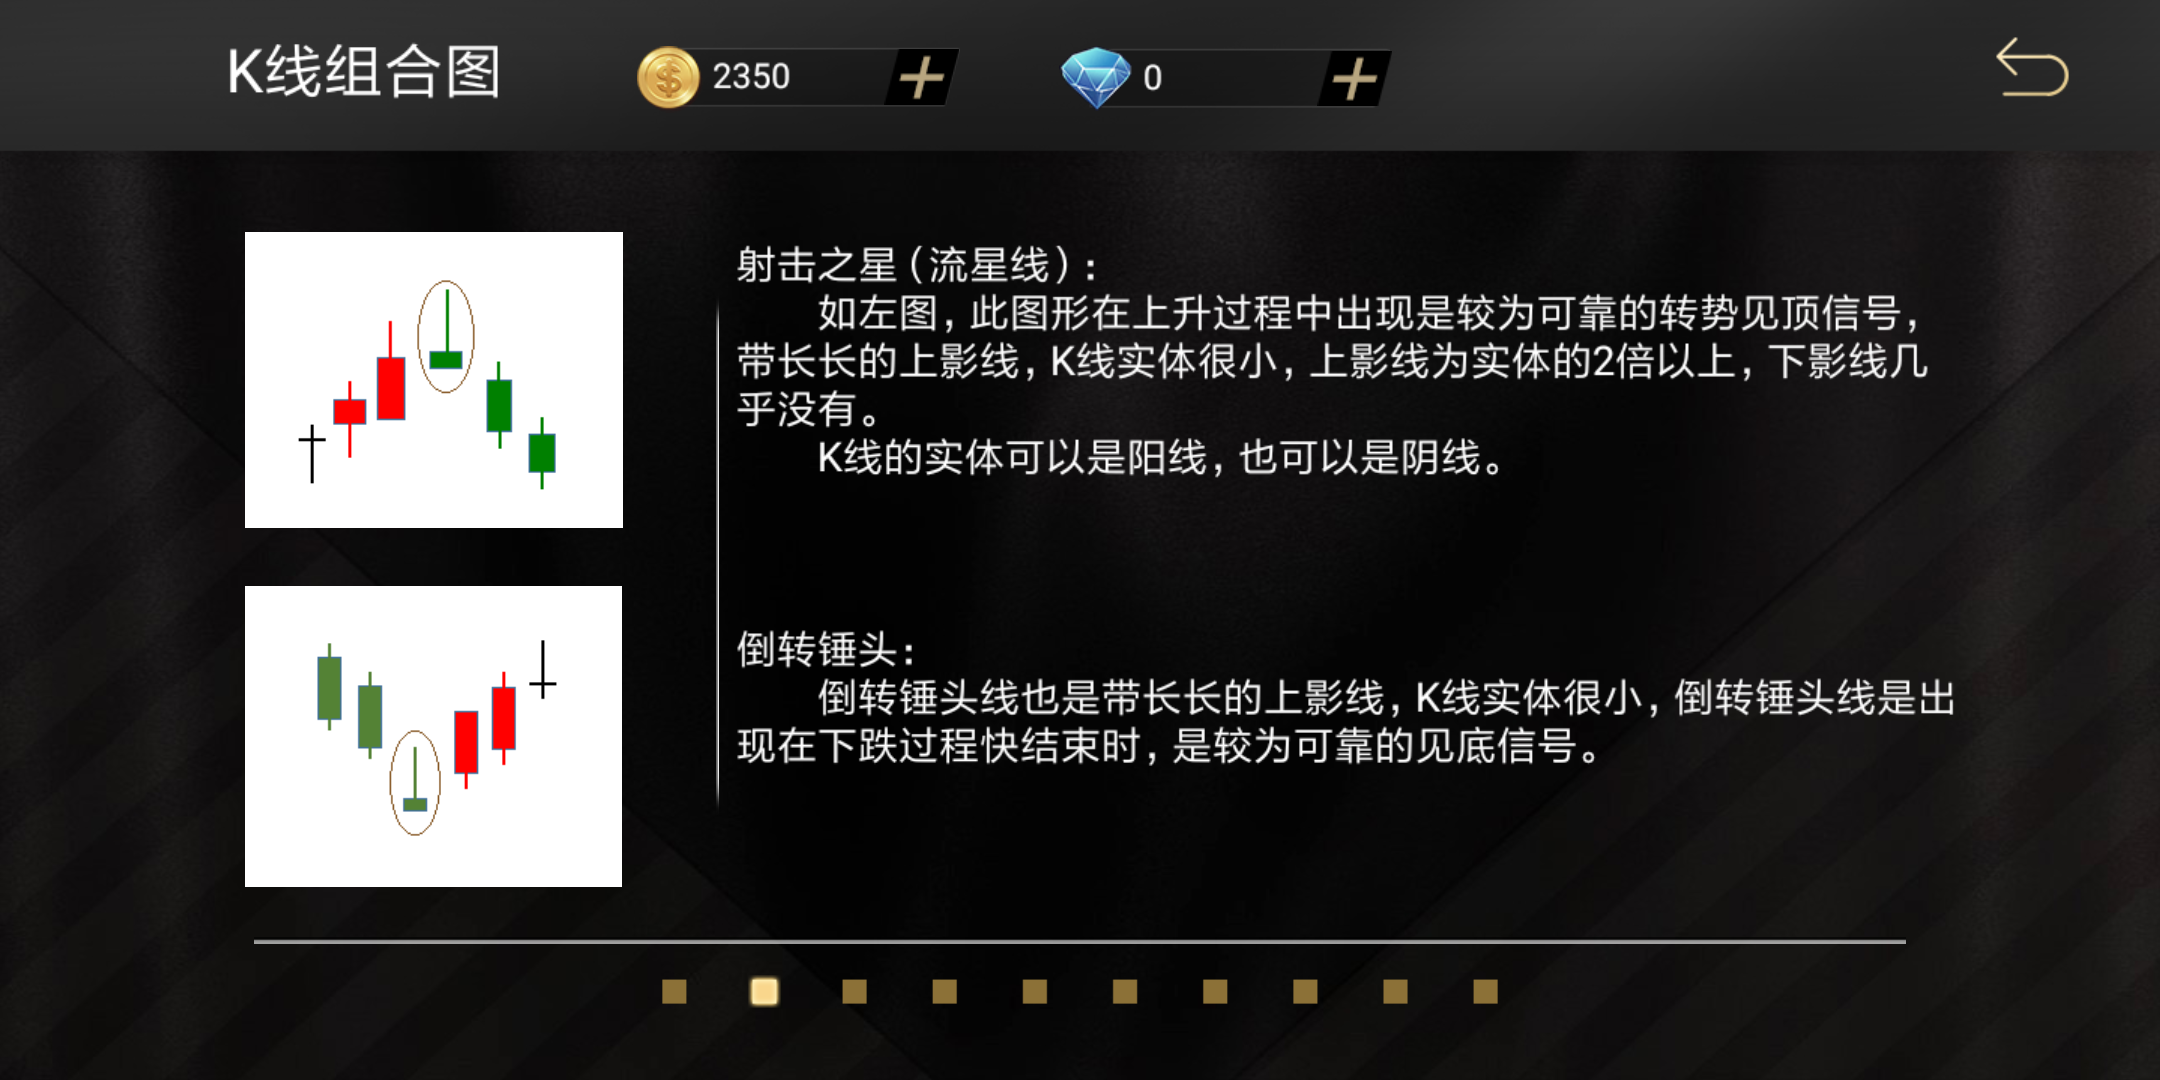 K线组合图
2350
0
射击之星（流星线）：
如左图，此图形在上升过程中出现是较为可靠的转势见顶信号，
带长长的上影线，K线实体很小，上影线为实体的2倍以上，下影线几
乎没有。
K线的实体可以是阳线，也可以是阴线。
倒转锤头：
倒转锤头线也是带长长的上影线，K线实体很小，倒转锤头线是出
现在下跌过程快结束时，是较为可靠的见底信号。